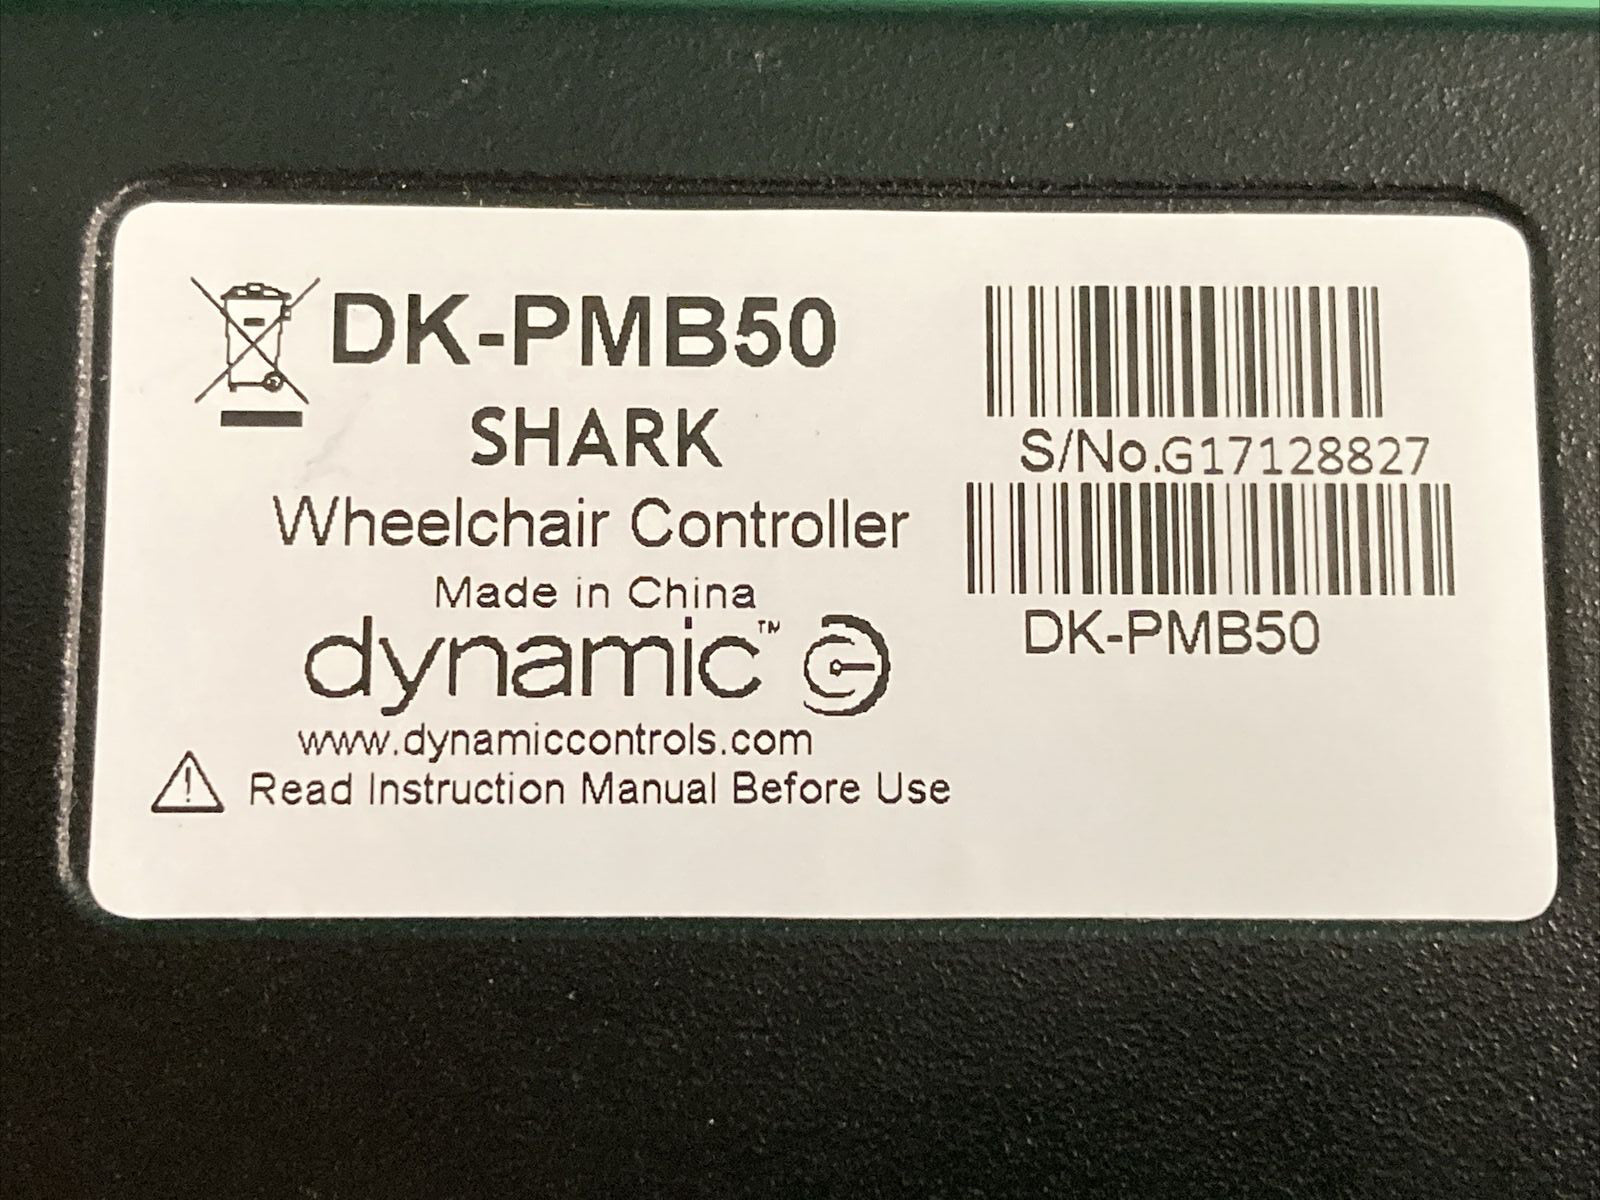 DK-PMB50
SHARK
Wheelchair Controller
Made in China
dynamic™
www.dynamiccontrols.com
Read Instruction Manual Before Use
S/No.G17128827
DK-PMB50